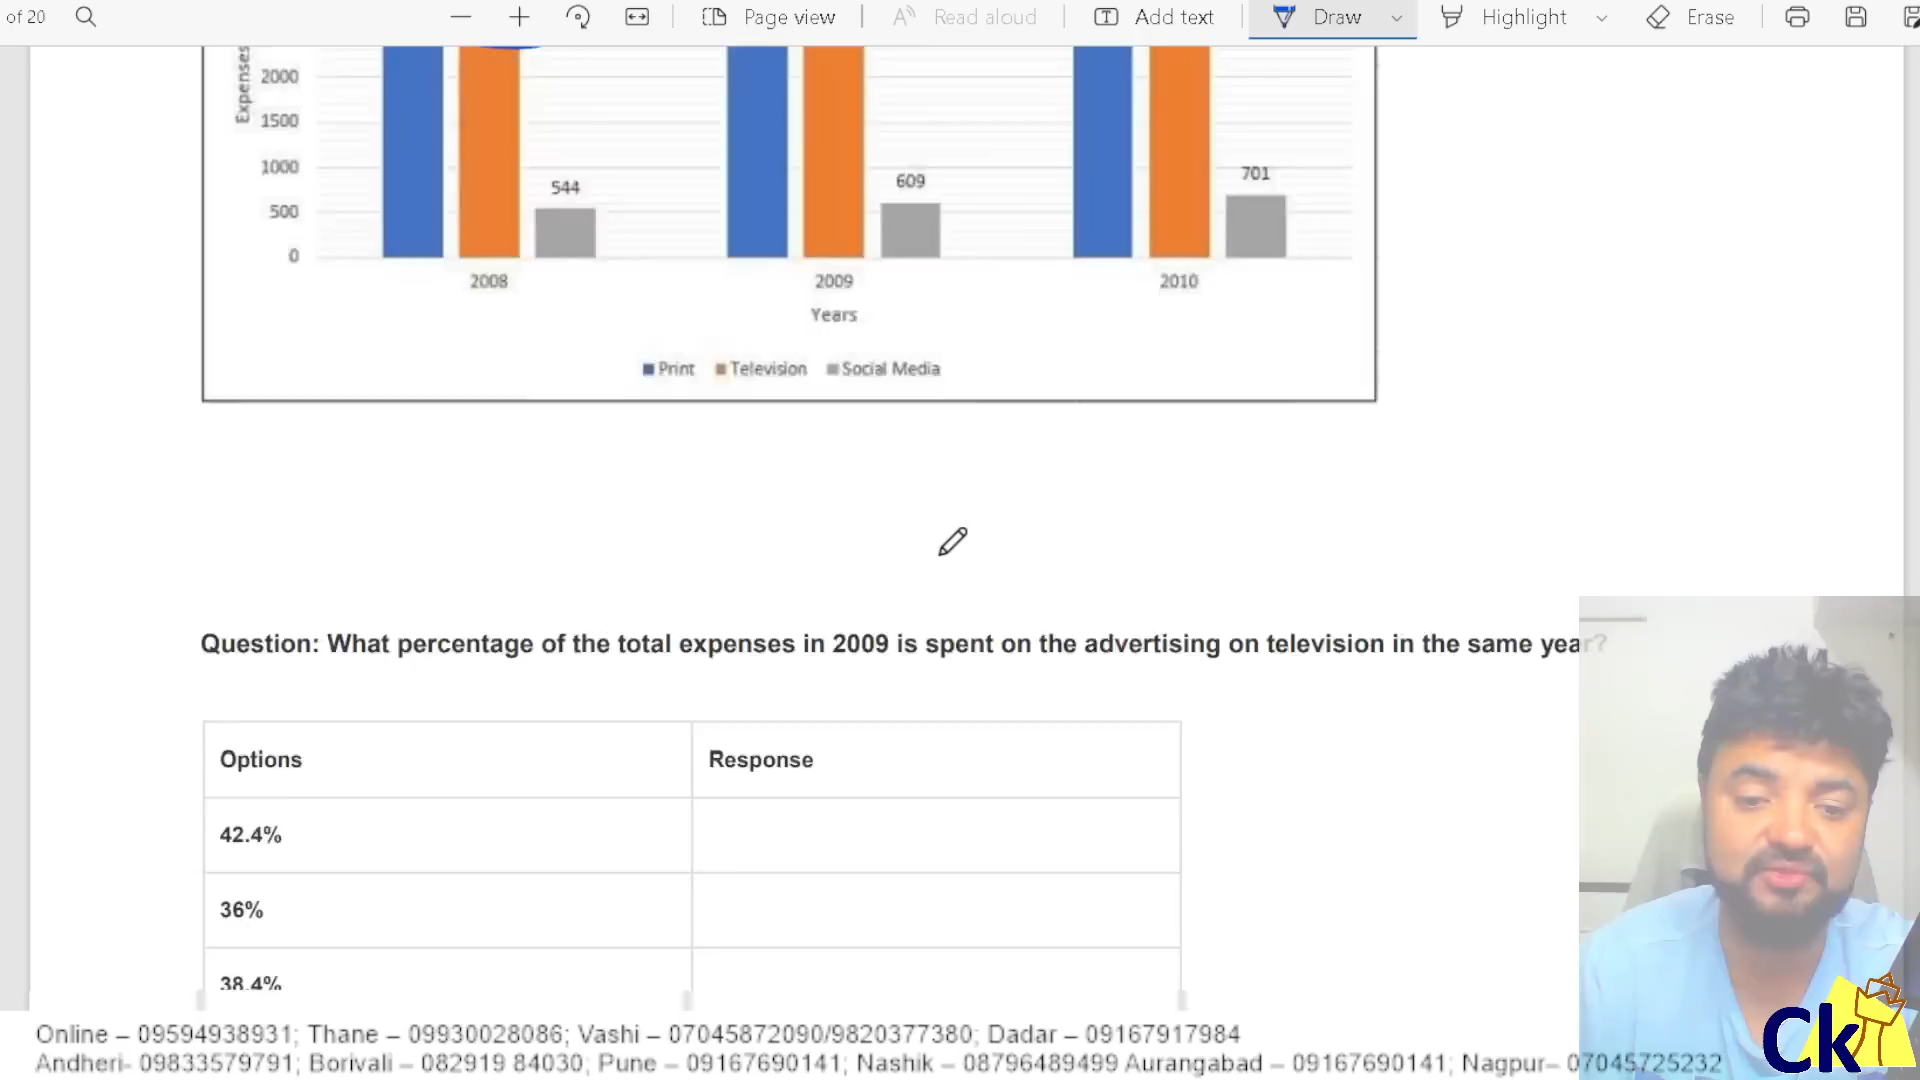 of 20 Page view Read aloud Add text Draw Highlight Erase
Expenses
2000
1500
1000
500
0
544
609
701
2008 2009 2010
Years
Print Television Social Media
Question: What percentage of the total expenses in 2009 is spent on the advertising on television in the same year?
Options Response
42.4%
36%
38.4%
Online – 09594938931; Thane – 09930028086; Vashi – 07045872090/9820377380; Dadar – 09167917984
Andheri- 09833579791; Borivali – 082919 84030; Pune – 09167690141; Nashik – 08796489499 Aurangabad – 09167690141; Nagpur– 07045725232
Ck